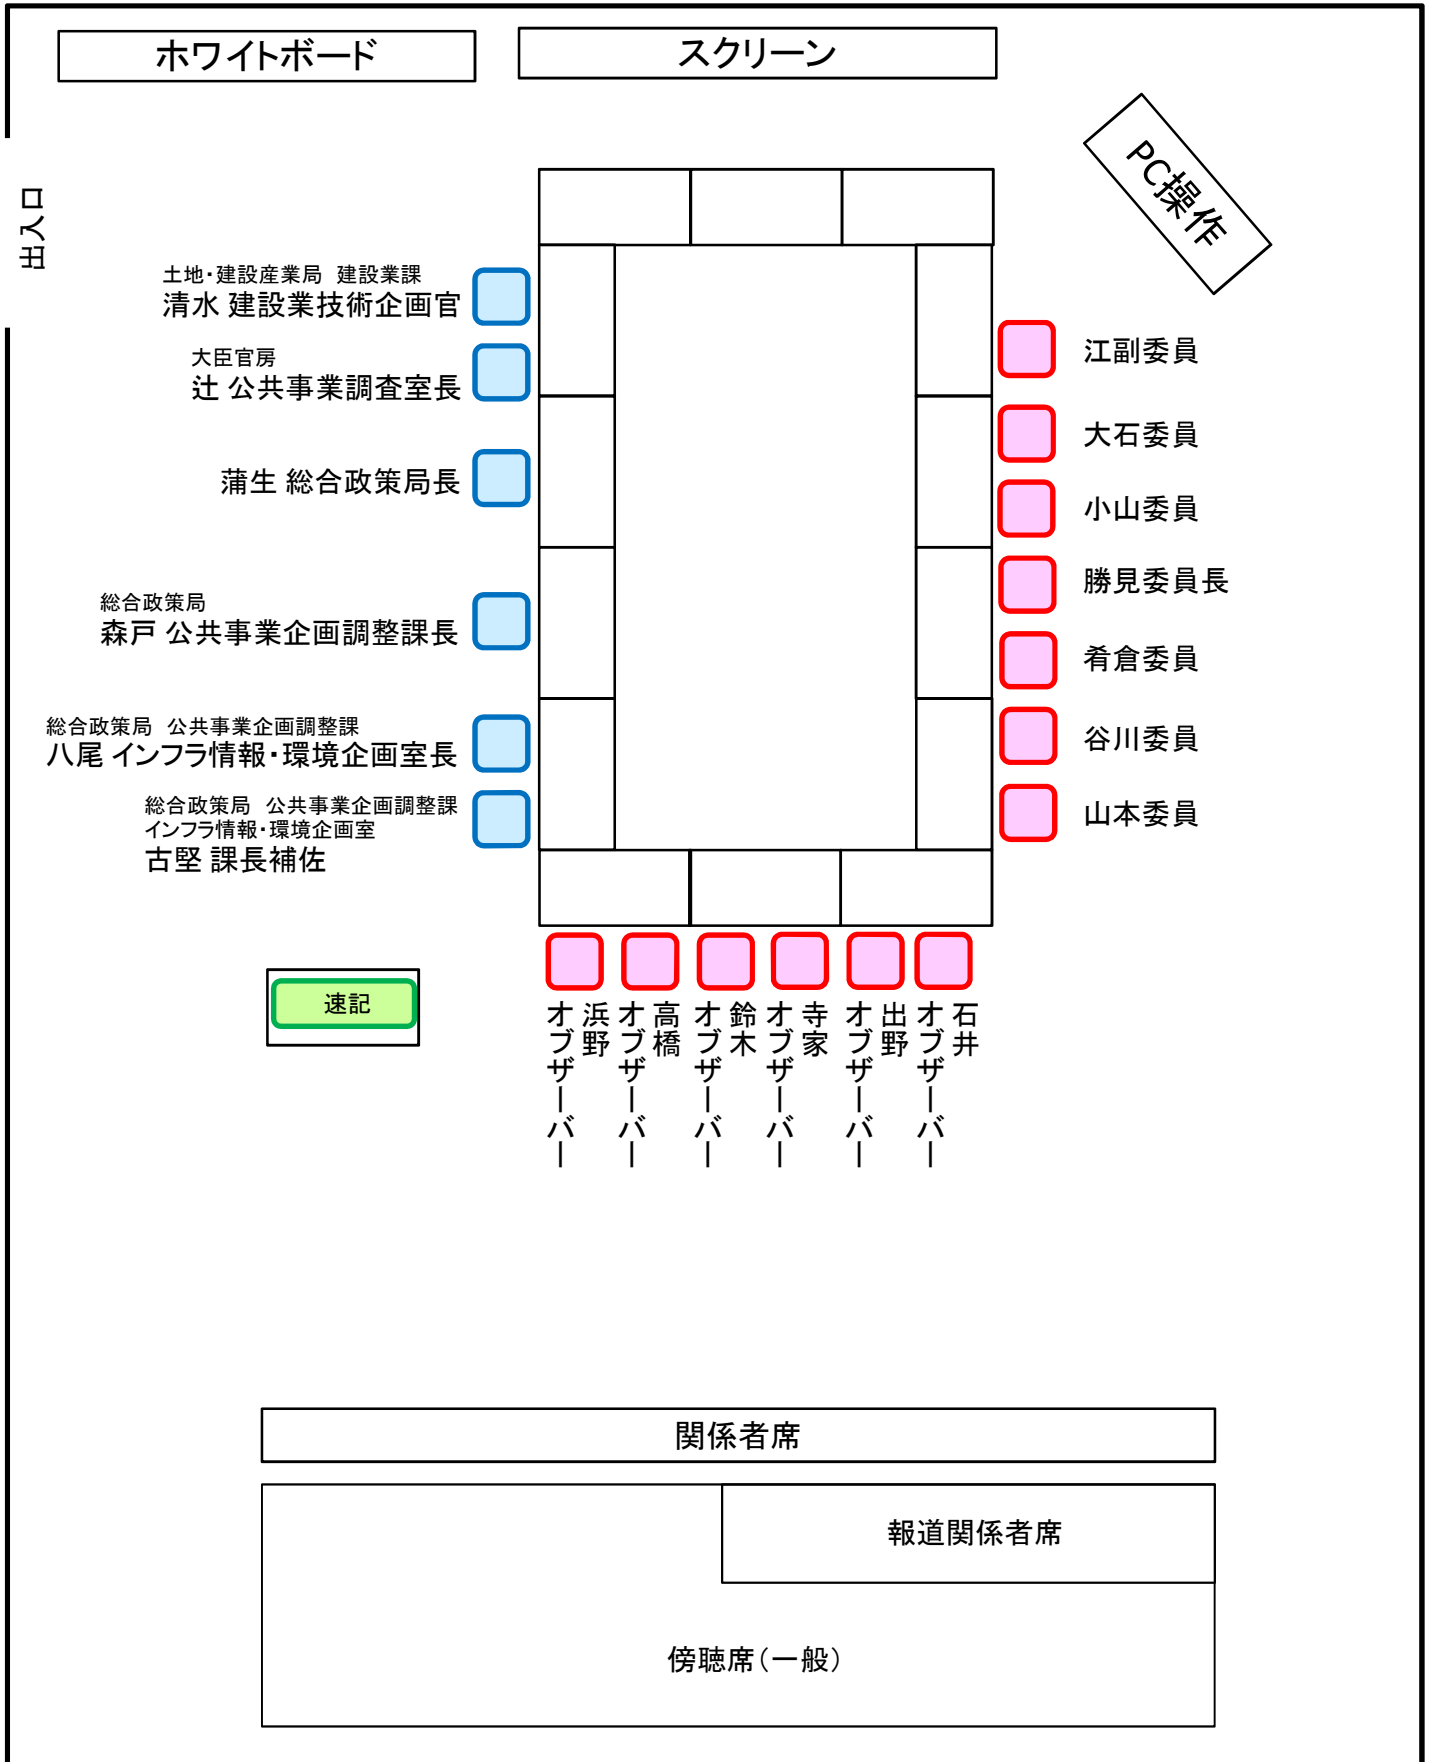 ホワイトボード
スクリーン
PC操作
出入口
土地・建設産業局　建設業課
清水 建設業技術企画官
大臣官房
辻 公共事業調査室長
蒲生 総合政策局長
総合政策局
森戸 公共事業企画調整課長
総合政策局　公共事業企画調整課
八尾 インフラ情報・環境企画室長
総合政策局　公共事業企画調整課
インフラ情報・環境企画室
古堅 課長補佐
江副委員
大石委員
小山委員
勝見委員長
肴倉委員
谷川委員
山本委員
速記
浜野
オブザーバー
高橋
オブザーバー
鈴木
オブザーバー
寺家
オブザーバー
出野
オブザーバー
石井
オブザーバー
関係者席
報道関係者席
傍聴席（一般）